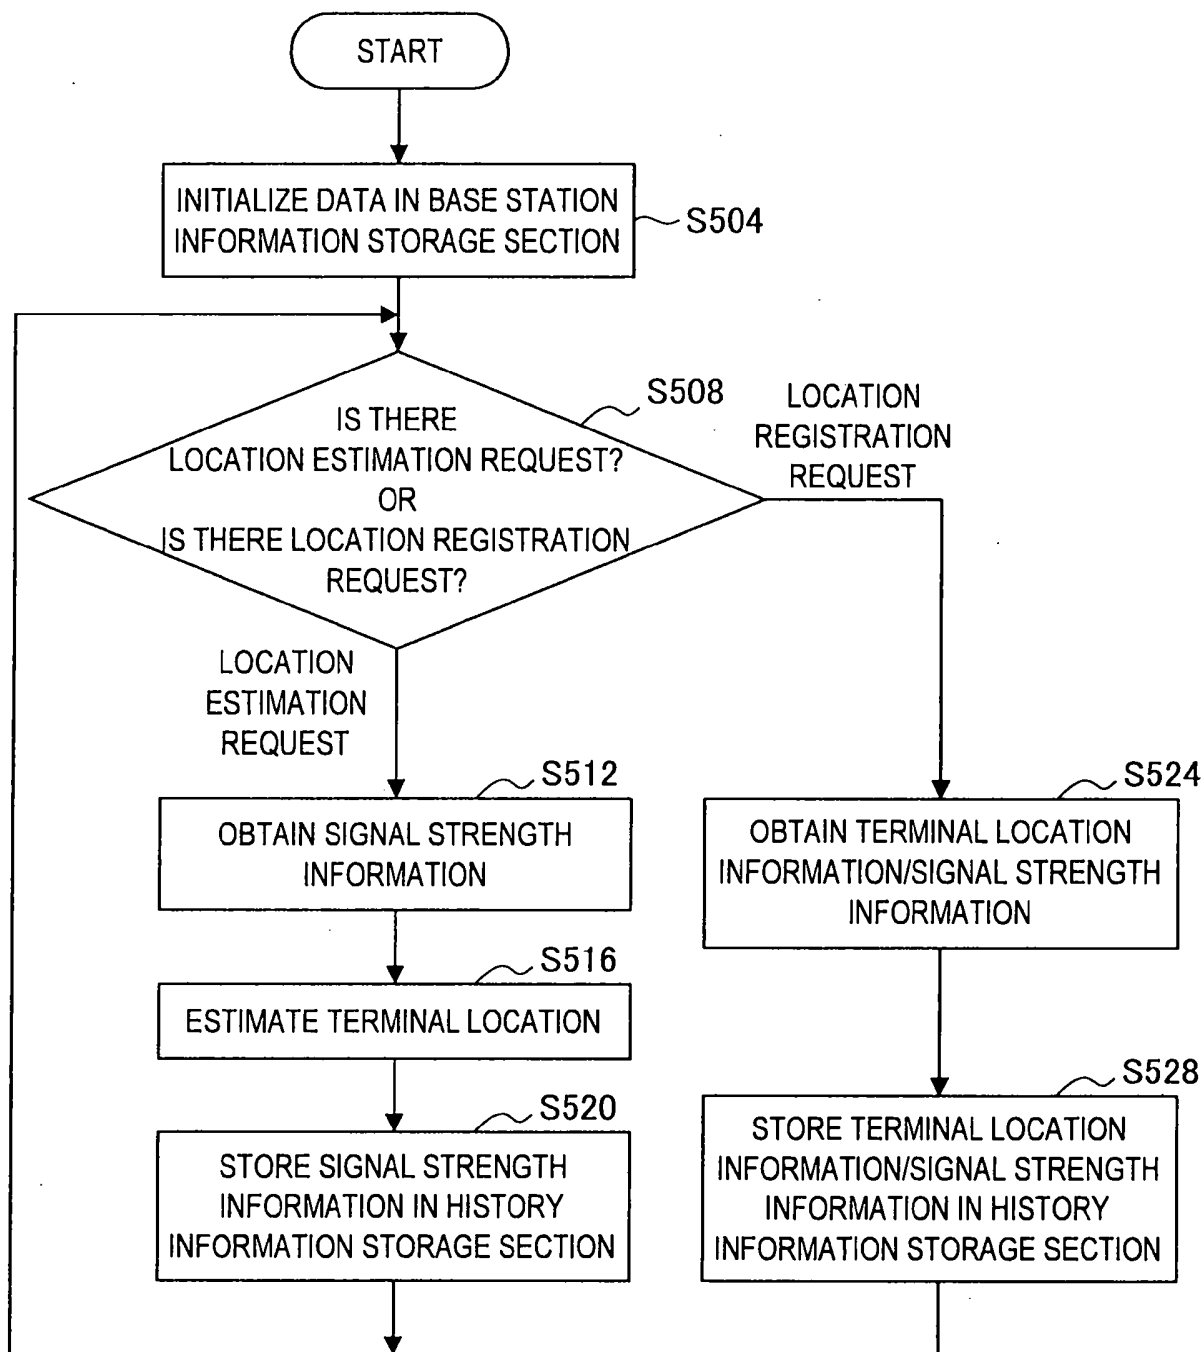 START
INITIALIZE DATA IN BASE STATION
INFORMATION STORAGE SECTION
S504
S508
IS THERE
LOCATION ESTIMATION REQUEST?
OR
IS THERE LOCATION REGISTRATION
REQUEST?
LOCATION
REGISTRATION
REQUEST
LOCATION
ESTIMATION
REQUEST
S512
OBTAIN SIGNAL STRENGTH
INFORMATION
S524
OBTAIN TERMINAL LOCATION
INFORMATION/SIGNAL STRENGTH
INFORMATION
S516
ESTIMATE TERMINAL LOCATION
S520
STORE SIGNAL STRENGTH
INFORMATION IN HISTORY
INFORMATION STORAGE SECTION
S528
STORE TERMINAL LOCATION
INFORMATION/SIGNAL STRENGTH
INFORMATION IN HISTORY
INFORMATION STORAGE SECTION